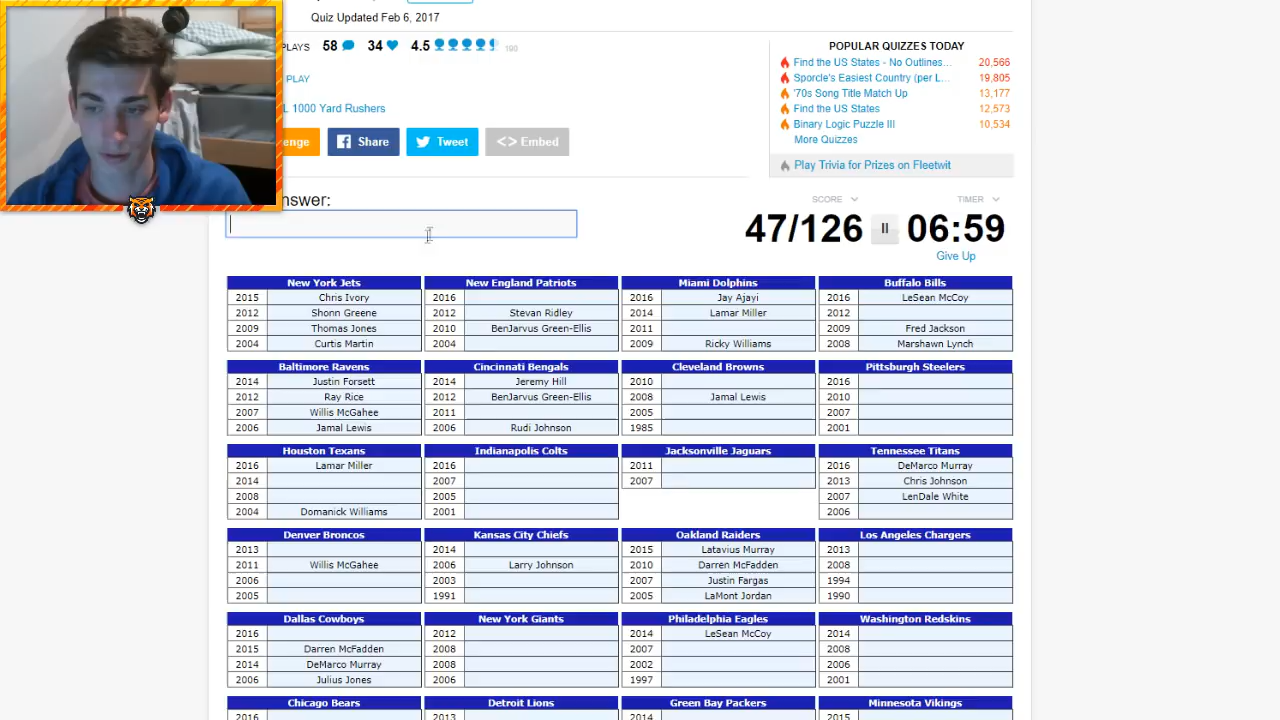 Quiz Updated Feb 6, 2017
PLAYS 58 34 4.5 198
PLAY
L 1000 Yard Rushers
enge Share Tweet <> Embed
POPULAR QUIZZES TODAY
Find the US States - No Outlines... 20,566
Sporcle's Easiest Country (per L... 19,805
'70s Song Title Match Up 13,177
Find the US States 12,573
Binary Logic Puzzle III 10,534
More Quizzes
Play Trivia for Prizes on Fleetwit
nswer:
SCORE TIMER
47/126 06:59
Give Up
New York Jets New England Patriots Miami Dolphins Buffalo Bills
2015 Chris Ivory 2016 2016 Jay Ajayi 2016 LeSean McCoy
2012 Shonn Greene 2012 Stevan Ridley 2014 Lamar Miller 2012
2009 Thomas Jones 2010 BenJarvus Green-Ellis 2011 2009 Fred Jackson
2004 Curtis Martin 2004 2009 Ricky Williams 2008 Marshawn Lynch
Baltimore Ravens Cincinnati Bengals Cleveland Browns Pittsburgh Steelers
2014 Justin Forsett 2014 Jeremy Hill 2010 2016
2012 Ray Rice 2012 BenJarvus Green-Ellis 2008 Jamal Lewis 2010
2007 Willis McGahee 2011 2005 2007
2006 Jamal Lewis 2006 Rudi Johnson 1985 2001
Houston Texans Indianapolis Colts Jacksonville Jaguars Tennessee Titans
2016 Lamar Miller 2016 2011 2016 DeMarco Murray
2014 2007 2007 2013 Chris Johnson
2008 2005 2007 LenDale White
2004 Domanick Williams 2001 2006
Denver Broncos Kansas City Chiefs Oakland Raiders Los Angeles Chargers
2013 2014 2015 Latavius Murray 2013
2011 Willis McGahee 2006 Larry Johnson 2010 Darren McFadden 2008
2006 2003 2007 Justin Fargas 1994
2005 1991 2005 LaMont Jordan 1990
Dallas Cowboys New York Giants Philadelphia Eagles Washington Redskins
2016 2012 2014 LeSean McCoy 2014
2015 Darren McFadden 2008 2007 2008
2014 DeMarco Murray 2008 2002 2006
2006 Julius Jones 2006 1997 2001
Chicago Bears Detroit Lions Green Bay Packers Minnesota Vikings
2016 2013 2014 2015